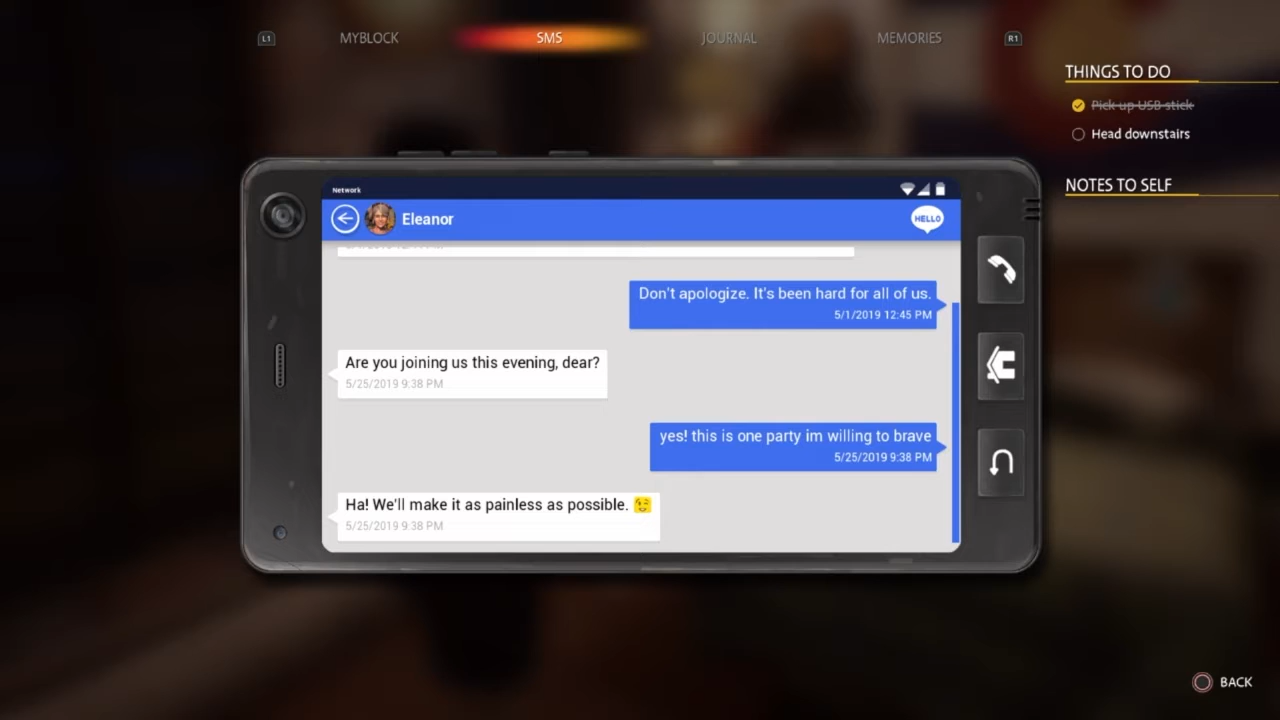 L1
MYBLOCK
SMS
JOURNAL
MEMORIES
R1
THINGS TO DO
Pick up USB stick
Head downstairs
NOTES TO SELF
Network
Eleanor
HELLO
Don't apologize. It's been hard for all of us.
5/1/2019 12:45 PM
Are you joining us this evening, dear?
5/25/2019 9:38 PM
yes! this is one party im willing to brave
5/25/2019 9:38 PM
Ha! We'll make it as painless as possible. 😉
5/25/2019 9:38 PM
BACK